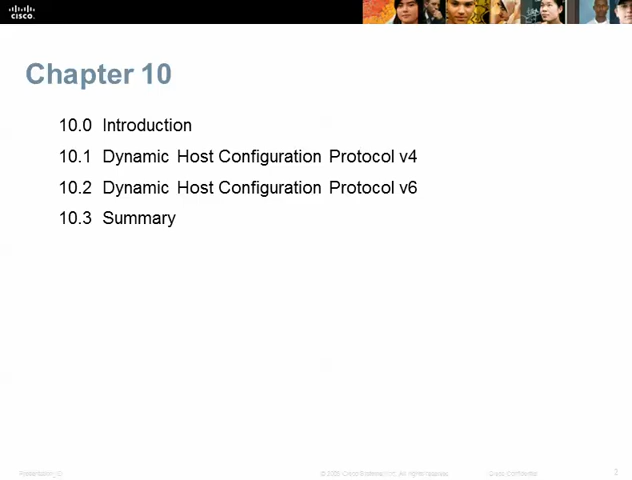 CISCO
Chapter 10
10.0 Introduction
10.1 Dynamic Host Configuration Protocol v4
10.2 Dynamic Host Configuration Protocol v6
10.3 Summary
Presentation_ID
Cisco Confidential
2